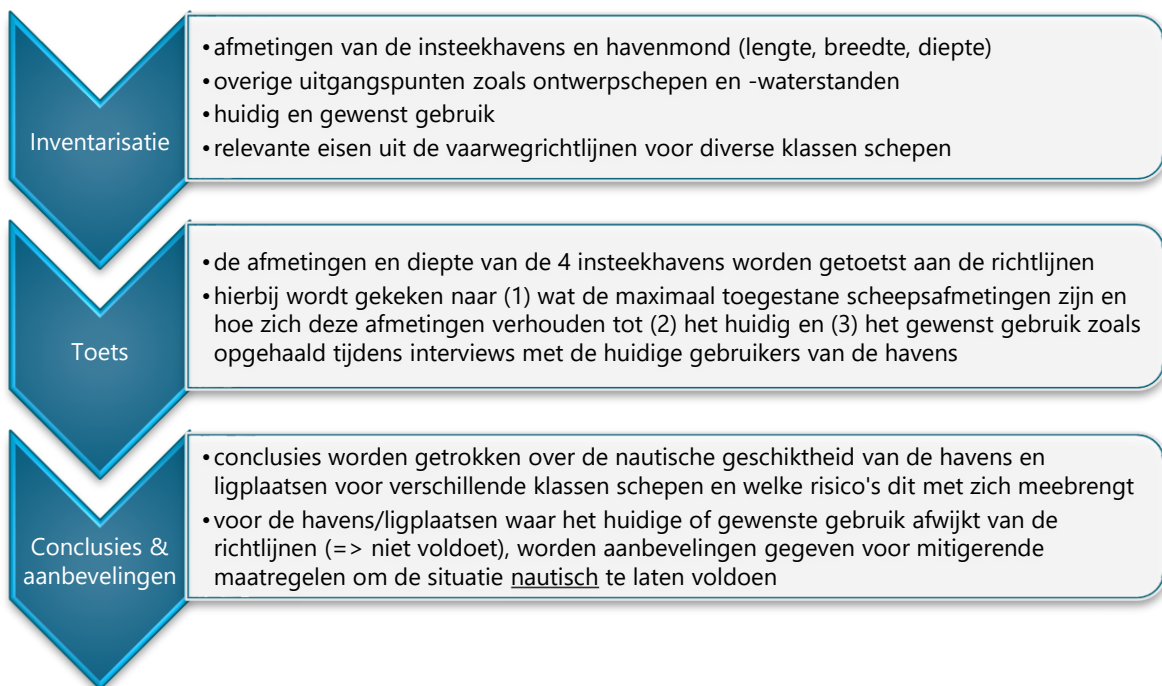 Inventarisatie
•afmetingen van de insteekhavens en havenmond (lengte, breedte, diepte)
•overige uitgangspunten zoals ontwerpschepen en -waterstanden
•huidig en gewenst gebruik
•relevante eisen uit de vaarwegrichtlijnen voor diverse klassen schepen
Toets
•de afmetingen en diepte van de 4 insteekhavens worden getoetst aan de richtlijnen
•hierbij wordt gekeken naar (1) wat de maximaal toegestane scheepsafmetingen zijn en
hoe zich deze afmetingen verhouden tot (2) het huidig en (3) het gewenst gebruik zoals
opgehaald tijdens interviews met de huidige gebruikers van de havens
Conclusies &
aanbevelingen
•conclusies worden getrokken over de nautische geschiktheid van de havens en
ligplaatsen voor verschillende klassen schepen en welke risico's dit met zich meebrengt
•voor de havens/ligplaatsen waar het huidige of gewenste gebruik afwijkt van de
richtlijnen (=> niet voldoet), worden aanbevelingen gegeven voor mitigerende
maatregelen om de situatie nautisch te laten voldoen